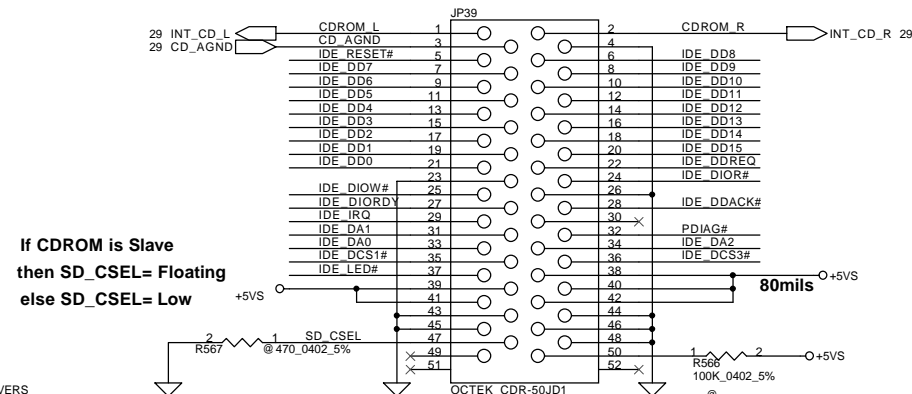 JP39
29 INT_CD_L CDROM_L 1 2 CDROM_R INT_CD_R 29
29 CD_AGND CD_AGND 3 4
IDE_RESET# 5 6 IDE_DD8
IDE_DD7 7 8 IDE_DD9
IDE_DD6 9 10 IDE_DD10
IDE_DD5 11 12 IDE_DD11
IDE_DD4 13 14 IDE_DD12
IDE_DD3 15 16 IDE_DD13
IDE_DD2 17 18 IDE_DD14
IDE_DD1 19 20 IDE_DD15
IDE_DD0 21 22 IDE_DDREQ
23 24 IDE_DIOR#
IDE_DIOW# 25 26
IDE_DIORDY 27 28 IDE_DDACK#
IDE_IRQ 29 30
IDE_DA1 31 32 PDIAG#
IDE_DA0 33 34 IDE_DA2
IDE_DCS1# 35 36 IDE_DCS3#
IDE_LED# 37 38 +5VS
39 40 80mils
+5VS 41 42
43 44
45 46
SD_CSEL 47 48
49 50
51 52
If CDROM is Slave
then SD_CSEL= Floating
else SD_CSEL= Low
2 1
R567 @470_0402_5%
1 2 +5VS
R566
100K_0402_5%
@
OCTEK_CDR-50JD1
VERS